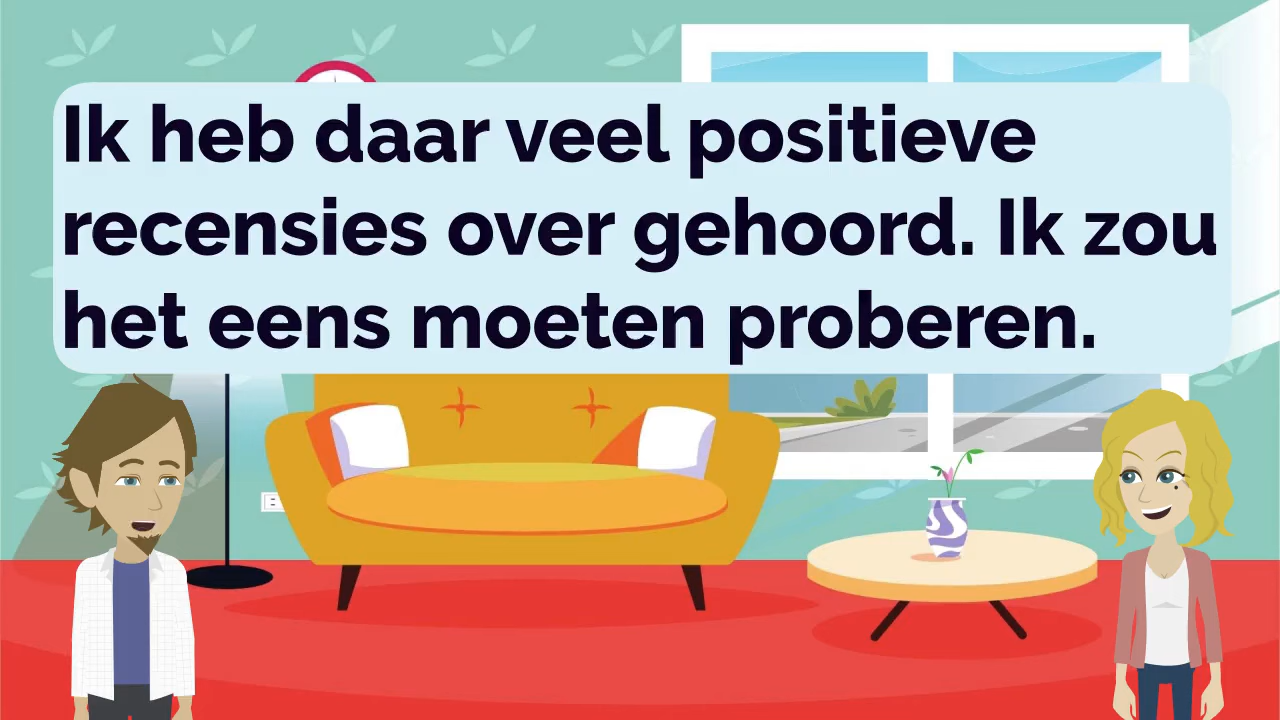 Ik heb daar veel positieve
recensies over gehoord. Ik zou
het eens moeten proberen.